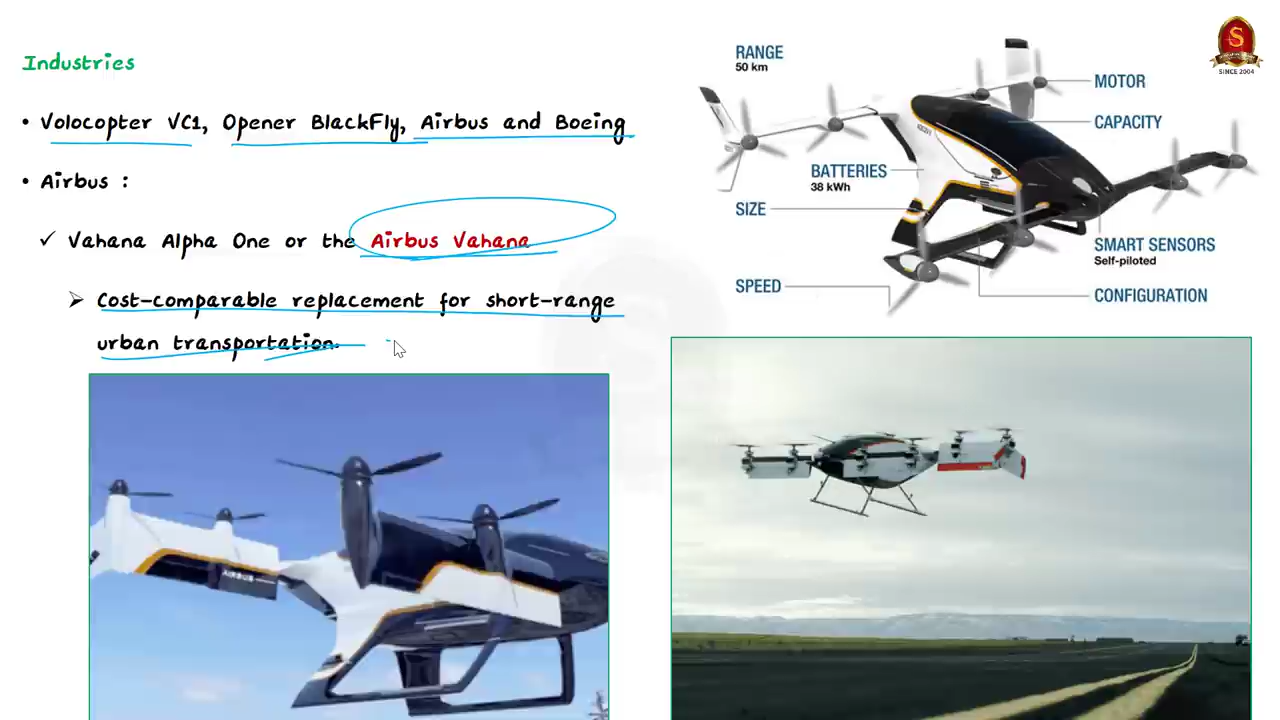 Industries
• Volocopter VC1, Opener BlackFly, Airbus and Boeing
• Airbus :
✓ Vahana Alpha One or the Airbus Vahana
➢ Cost-comparable replacement for short-range
urban transportation.
RANGE
50 km
MOTOR
CAPACITY
BATTERIES
38 kWh
SIZE
SMART SENSORS
Self-piloted
SPEED
CONFIGURATION
S
SINCE 2004
AIRBUS